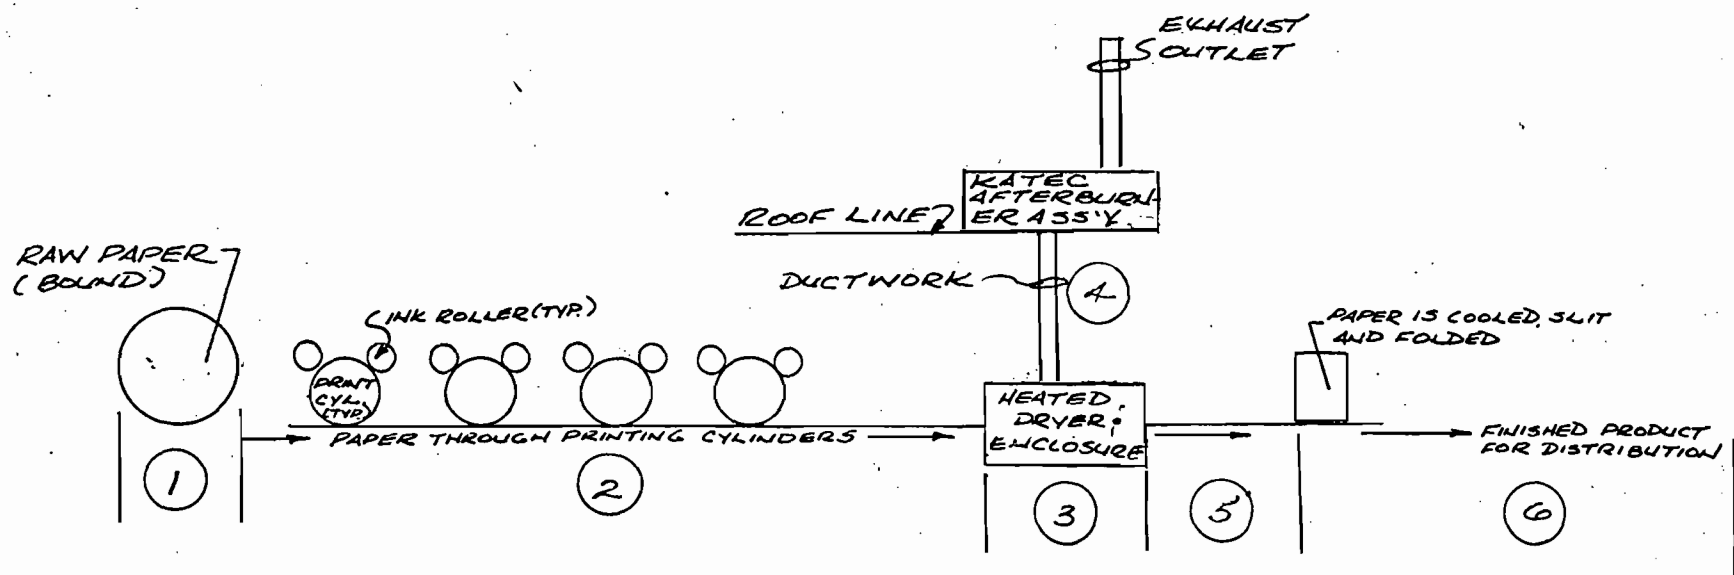 EXHAUST
OUTLET
KATEC
AFTERBURN-
ER ASS'Y.
ROOF LINE
RAW PAPER
(BOUND)
DUCTWORK
4
INK ROLLER (TYP.)
PAPER IS COOLED, SLIT
AND FOLDED
PRINT
CYL.
(TYP.)
HEATED
DRYER
ENCLOSURE
PAPER THROUGH PRINTING CYLINDERS
FINISHED PRODUCT
FOR DISTRIBUTION
1
2
3
5
6